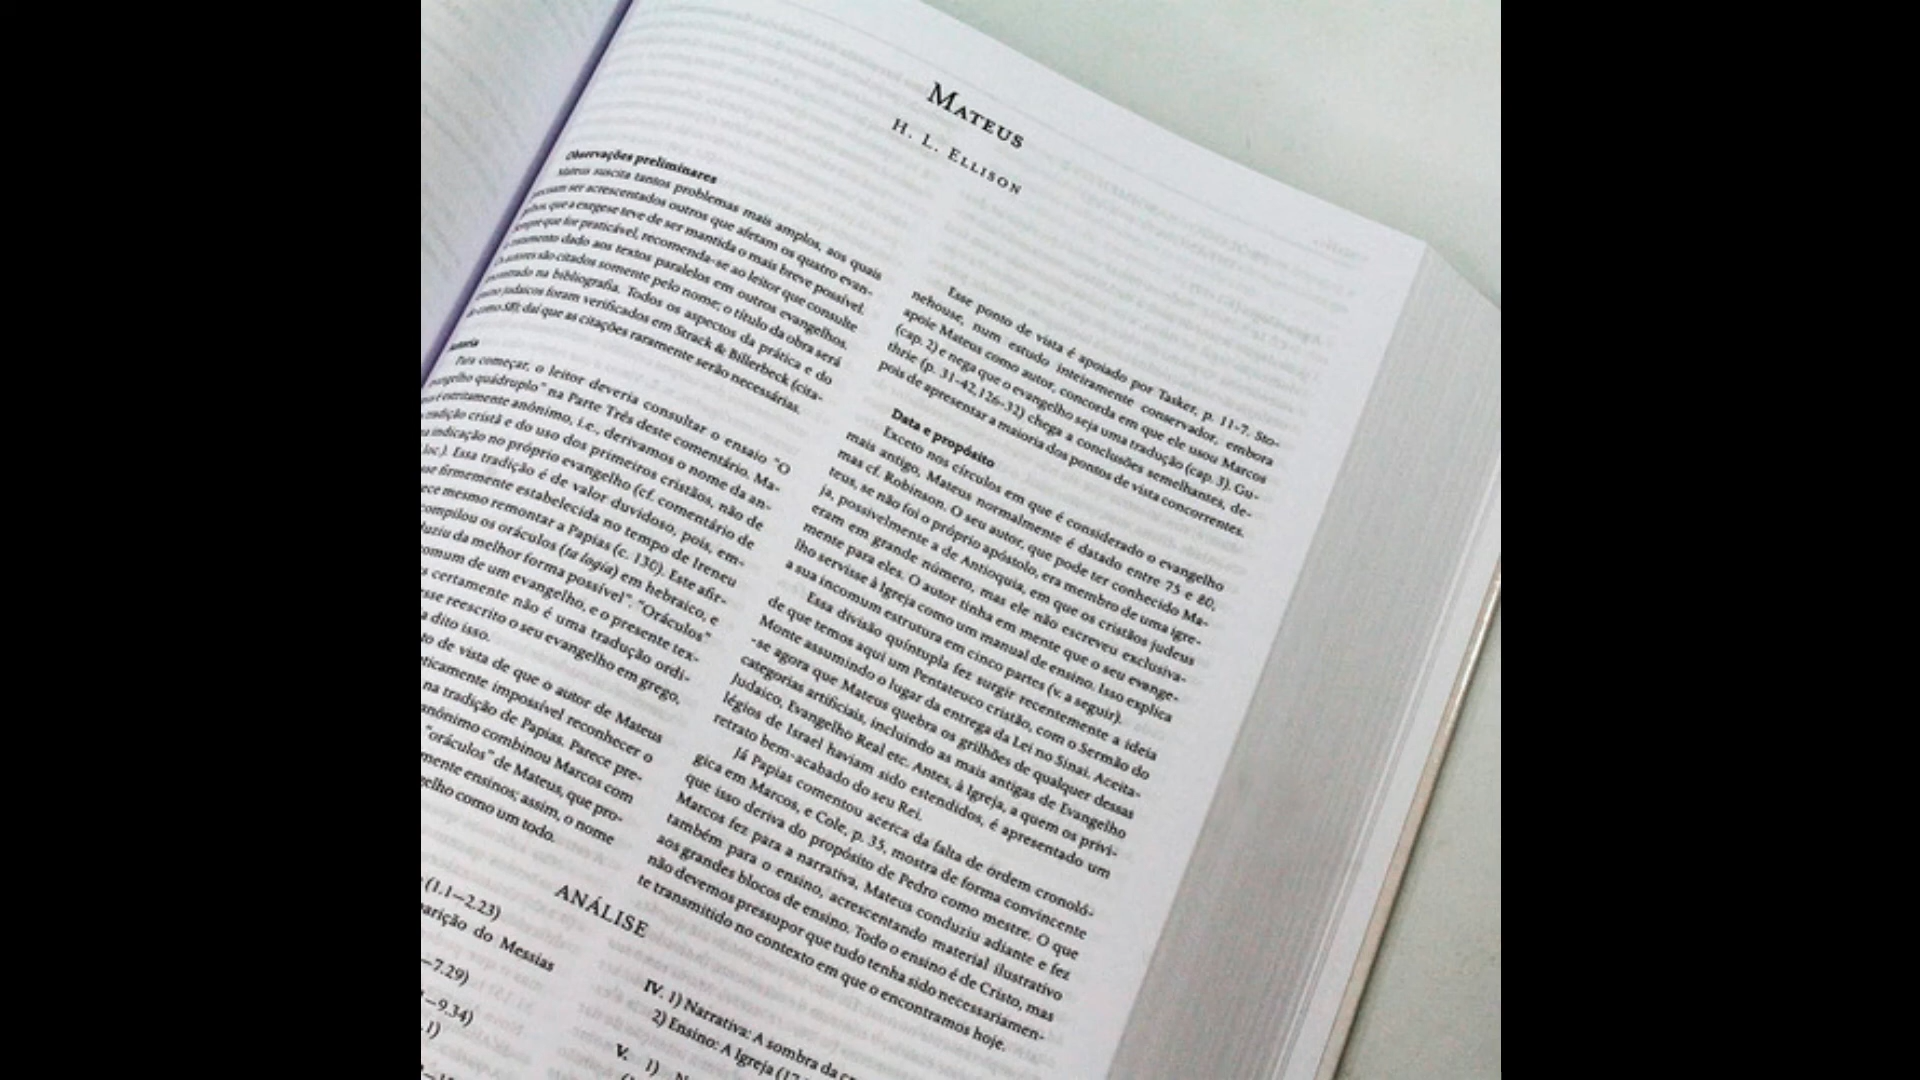 MATEUS
H. L. ELLISON
Observações preliminares
Mateus suscita tantos problemas mais amplos, aos quais
precisam ser acrescentados outros que afetam os quatro evan-
gelhos, que a exegese teve de ser mantida o mais breve possível.
Sempre que for praticável, recomenda-se ao leitor que consulte
o tratamento dado aos textos paralelos em outros evangelhos.
Os autores são citados somente pelo nome; o título da obra será
encontrado na bibliografia. Todos os aspectos da prática e do
ensino judaicos foram verificados em Strack & Billerbeck (cita-
do como SB); daí que as citações raramente serão necessárias.
Autoria
Para começar, o leitor deveria consultar o ensaio "O
evangelho quádruplo" na Parte Três deste comentário. Ma-
é estritamente anônimo, i.e., derivamos o nome da an-
tradição cristã e do uso dos primeiros cristãos, não de
indicação no próprio evangelho (cf. comentário de
loc.). Essa tradição é de valor duvidoso, pois, em-
firmemente estabelecida no tempo de Ireneu
mesmo remontar a Papias (c. 130). Este afir-
compilou os oráculos (ta logia) em hebraico, e
da melhor forma possível". "Oráculos"
comum de um evangelho, e o presente tex-
certamente não é uma tradução ordi-
reescrito o seu evangelho em grego,
dito isso.
de vista de que o autor de Mateus
impossível reconhecer o
na tradição de Papias. Parece pre-
anônimo combinou Marcos com
"oráculos" de Mateus, que pro-
ensinos; assim, o nome
como um todo.
Esse ponto de vista é apoiado por Tasker, p. 11-7. Sto-
nehouse, num estudo inteiramente conservador, embora
apoie Mateus como autor, concorda em que ele usou Marcos
(cap. 2) e nega que o evangelho seja uma tradução (cap. 3). Gu-
thrie (p. 31-42,126-32) chega a conclusões semelhantes, de-
pois de apresentar a maioria dos pontos de vista concorrentes.
Data e propósito
Exceto nos círculos em que é considerado o evangelho
mais antigo, Mateus normalmente é datado entre 75 e 80,
mas cf. Robinson. O seu autor, que pode ter conhecido Ma-
teus, se não foi o próprio apóstolo, era membro de uma igre-
ja, possivelmente a de Antioquia, em que os cristãos judeus
eram em grande número, mas ele não escreveu exclusiva-
mente para eles. O autor tinha em mente que o seu evange-
lho servisse à Igreja como um manual de ensino. Isso explica
a sua incomum estrutura em cinco partes (v. a seguir).
Essa divisão quíntupla fez surgir recentemente a ideia
de que temos aqui um Pentateuco cristão, com o Sermão do
Monte assumindo o lugar da entrega da Lei no Sinai. Aceita-
-se agora que Mateus quebra os grilhões de qualquer dessas
categorias artificiais, incluindo as mais antigas de Evangelho
Judaico, Evangelho Real etc. Antes, à Igreja, a quem os privi-
légios de Israel haviam sido estendidos, é apresentado um
retrato bem-acabado do seu Rei.
Já Papias comentou acerca da falta de ordem cronoló-
gica em Marcos, e Cole, p. 35, mostra de forma convincente
que isso deriva do propósito de Pedro como mestre. O que
Marcos fez para a narrativa, Mateus conduziu adiante e fez
também para o ensino, acrescentando material ilustrativo
aos grandes blocos de ensino. Todo o ensino é de Cristo, mas
não devemos pressupor que tudo tenha sido necessariamen-
te transmitido no contexto em que o encontramos hoje.
ANÁLISE
(1.1—2.23)
do Messias
—7.29)
—9.34)
IV. 1) Narrativa: A sombra da
2) Ensino: A Igreja
V. 1)